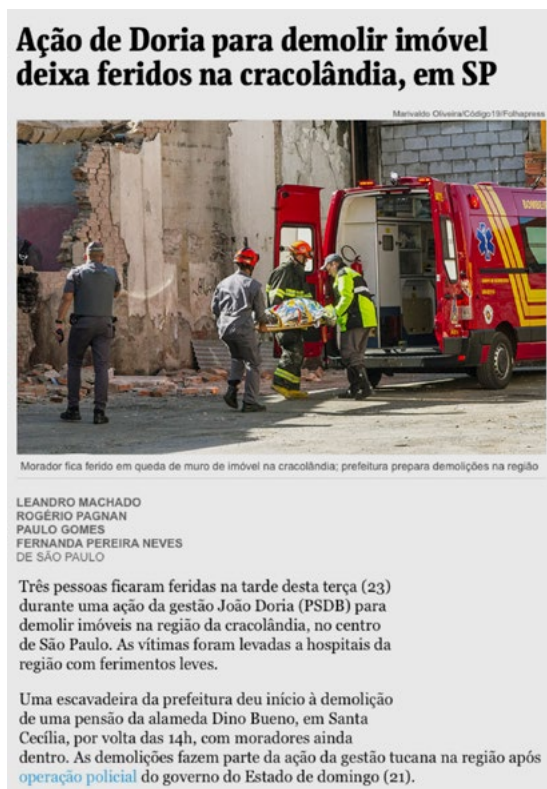 Ação de Doria para demolir imóvel
deixa feridos na cracolândia, em SP
Marivaldo Oliveira/Código19/Folhapress
BOMBEIRO
Morador fica ferido em queda de muro de imóvel na cracolândia; prefeitura prepara demolições na região
LEANDRO MACHADO
ROGÉRIO PAGNAN
PAULO GOMES
FERNANDA PEREIRA NEVES
DE SÃO PAULO
Três pessoas ficaram feridas na tarde desta terça (23)
durante uma ação da gestão João Doria (PSDB) para
demolir imóveis na região da cracolândia, no centro
de São Paulo. As vítimas foram levadas a hospitais da
região com ferimentos leves.
Uma escavadeira da prefeitura deu início à demolição
de uma pensão da alameda Dino Bueno, em Santa
Cecília, por volta das 14h, com moradores ainda
dentro. As demolições fazem parte da ação da gestão tucana na região após
operação policial do governo do Estado de domingo (21).